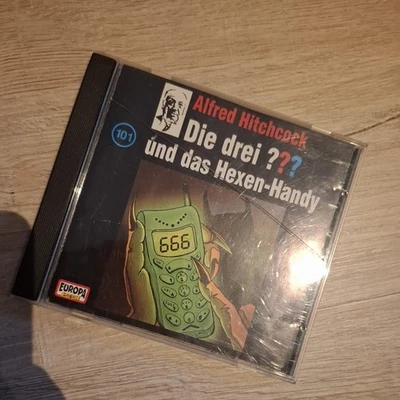 Alfred Hitchcock
101
Die drei ???
und das Hexen-Handy
666
EUROPA